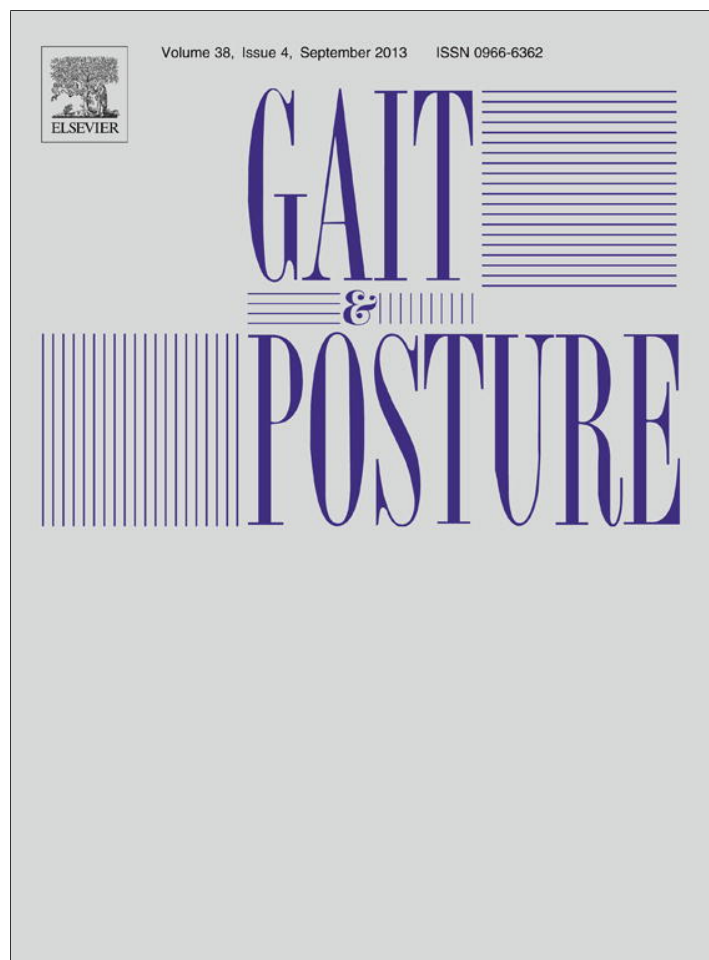 Volume 38, Issue 4, September 2013 ISSN 0966-6362
ELSEVIER
GAIT
&
POSTURE